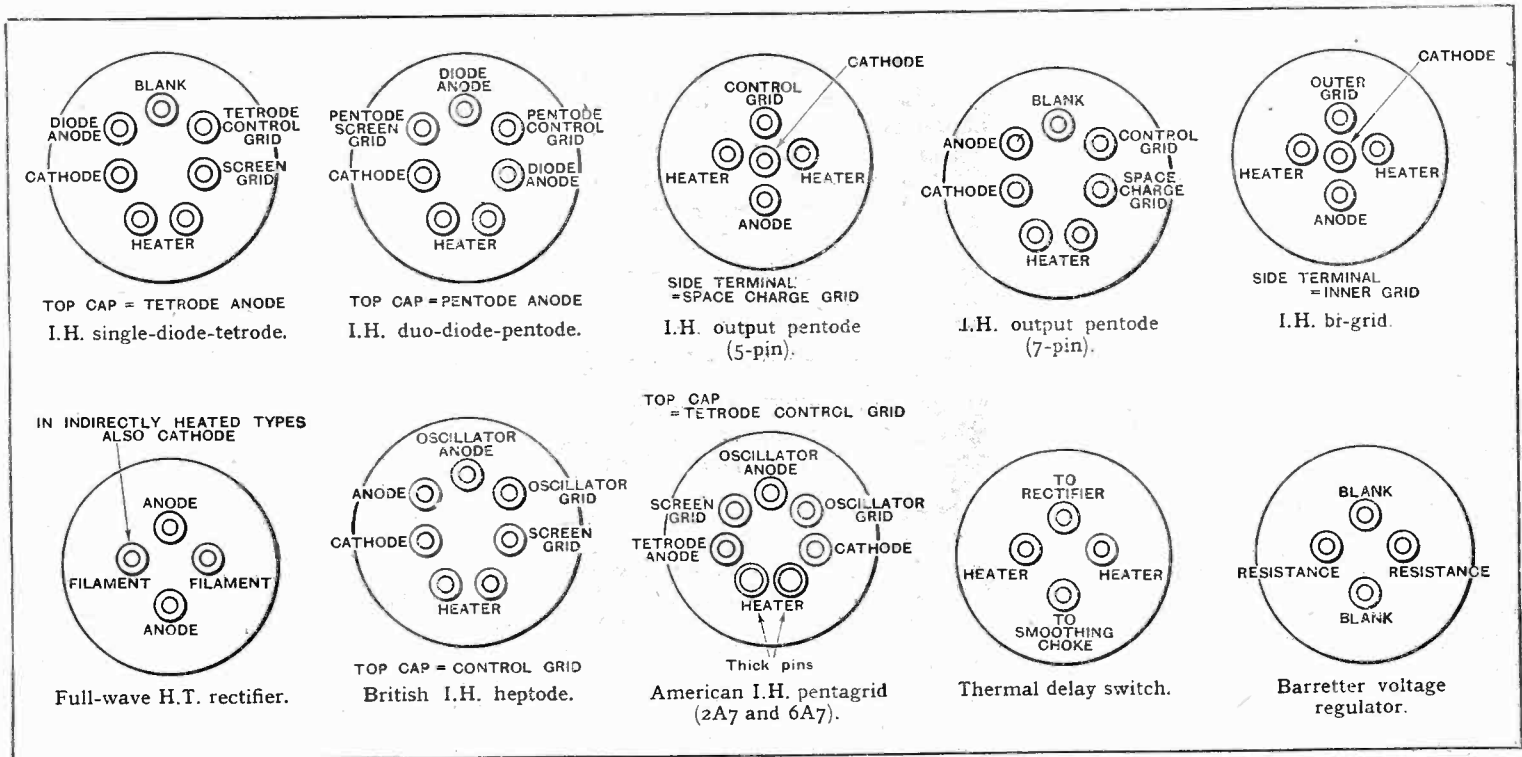 BLANK
DIODE
ANODE
TETRODE
CONTROL
GRID
CATHODE
SCREEN
GRID
HEATER
TOP CAP = TETRODE ANODE
I.H. single-diode-tetrode.
DIODE
ANODE
PENTODE
SCREEN
GRID
PENTODE
CONTROL
GRID
CATHODE
DIODE
ANODE
HEATER
TOP CAP = PENTODE ANODE
I.H. duo-diode-pentode.
CATHODE
CONTROL
GRID
HEATER
HEATER
ANODE
SIDE TERMINAL
=SPACE CHARGE GRID
I.H. output pentode
(5-pin).
BLANK
ANODE
CONTROL
GRID
CATHODE
SPACE
CHARGE
GRID
HEATER
I.H. output pentode
(7-pin).
CATHODE
OUTER
GRID
HEATER
HEATER
ANODE
SIDE TERMINAL
=INNER GRID
I.H. bi-grid.
IN INDIRECTLY HEATED TYPES
ALSO CATHODE
ANODE
FILAMENT
FILAMENT
ANODE
Full-wave H.T. rectifier.
OSCILLATOR
ANODE
ANODE
OSCILLATOR
GRID
CATHODE
SCREEN
GRID
HEATER
TOP CAP = CONTROL GRID
British I.H. heptode.
TOP CAP
= TETRODE CONTROL GRID
OSCILLATOR
ANODE
SCREEN
GRID
OSCILLATOR
GRID
TETRODE
ANODE
CATHODE
HEATER
Thick pins
American I.H. pentagrid
(2A7 and 6A7).
TO
RECTIFIER
HEATER
HEATER
TO
SMOOTHING
CHOKE
Thermal delay switch.
BLANK
RESISTANCE
RESISTANCE
BLANK
Barretter voltage
regulator.